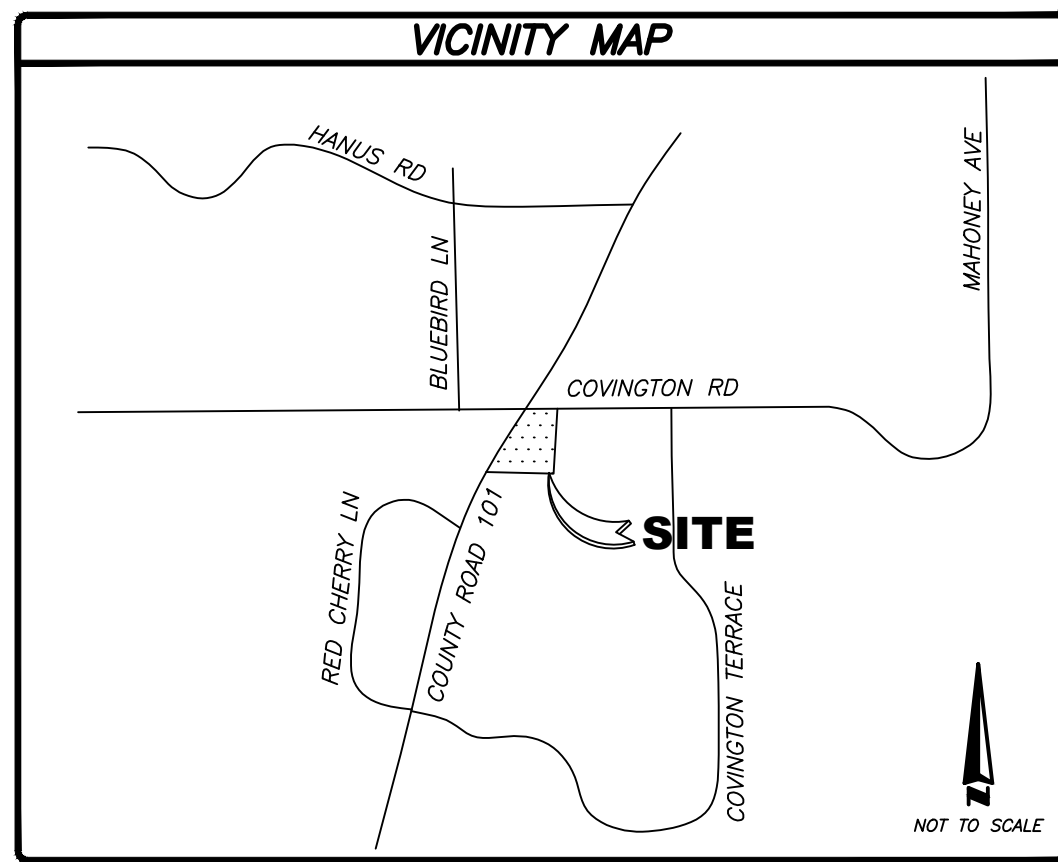 VICINITY MAP
HANUS RD
MAHONEY AVE
BLUEBIRD LN
COVINGTON RD
RED CHERRY LN
COUNTY ROAD 101
SITE
COVINGTON TERRACE
N
NOT TO SCALE